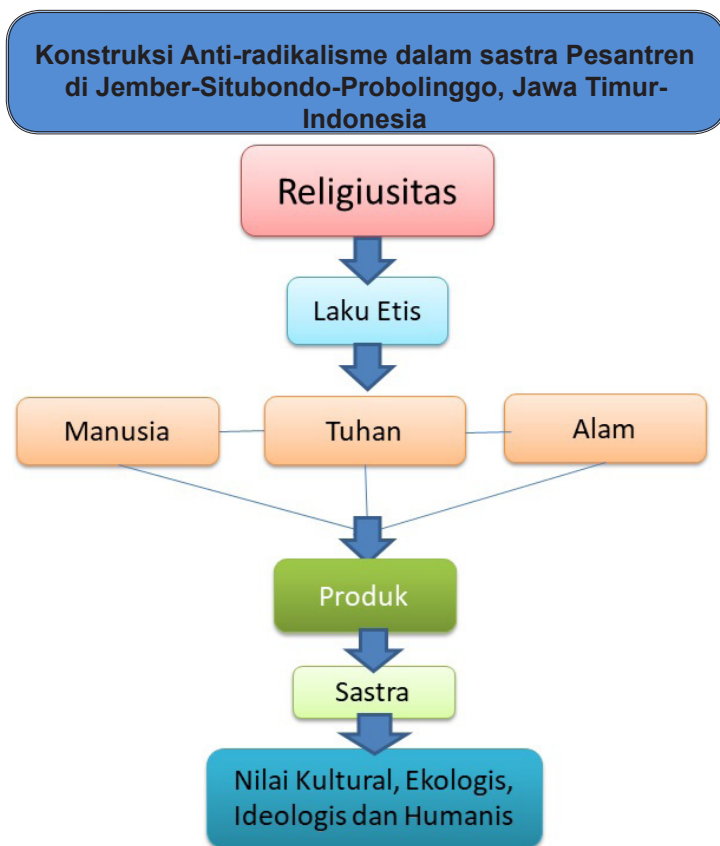 Konstruksi Anti-radikalisme dalam sastra Pesantren
di Jember-Situbondo-Probolinggo, Jawa Timur-
Indonesia
Religiusitas
Laku Etis
Manusia
Tuhan
Alam
Produk
Sastra
Nilai Kultural, Ekologis,
Ideologis dan Humanis